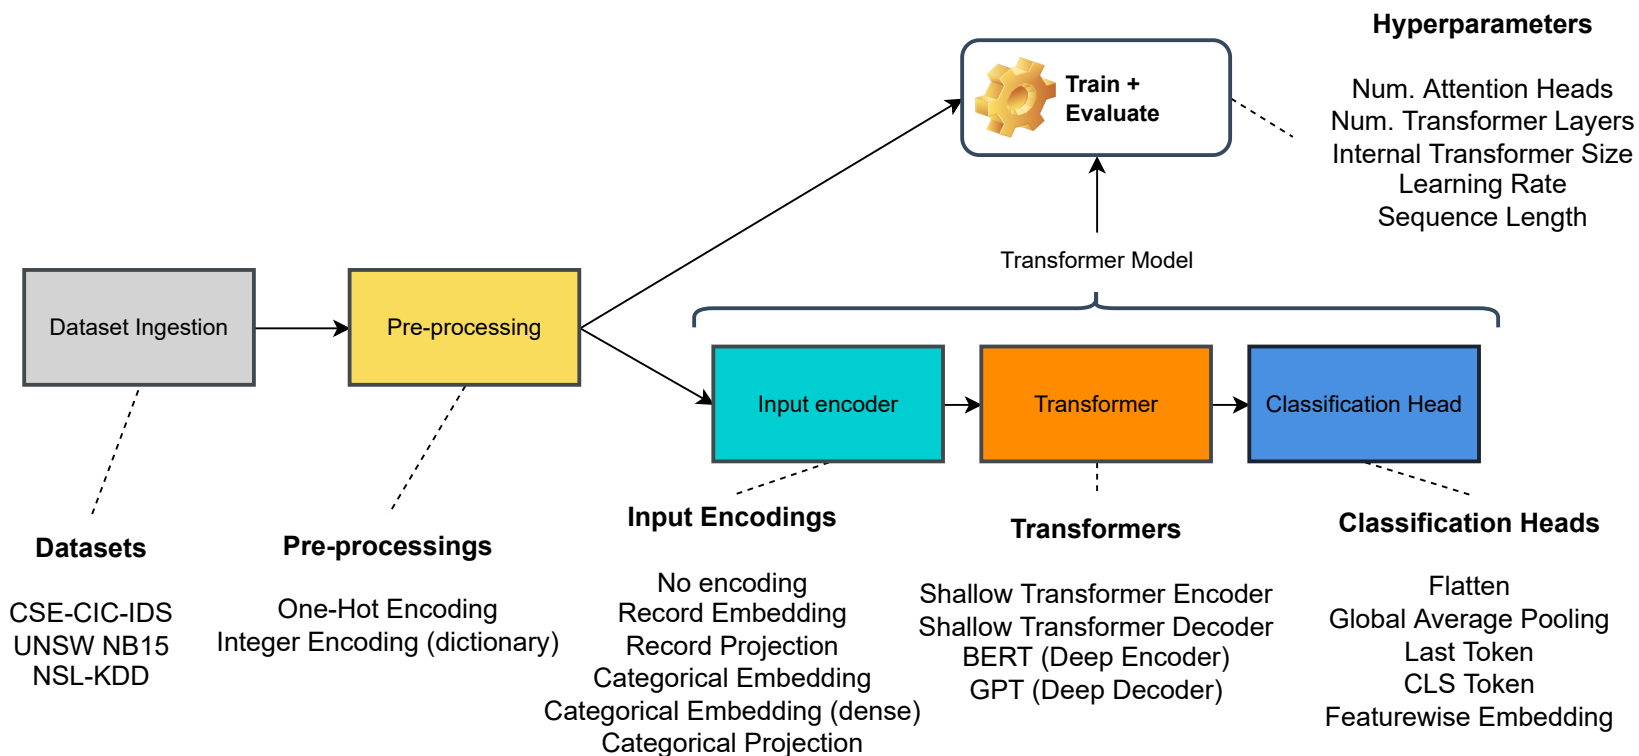 Hyperparameters
Num. Attention Heads
Num. Transformer Layers
Internal Transformer Size
Learning Rate
Sequence Length
Train +
Evaluate
Transformer Model
Dataset Ingestion
Pre-processing
Input encoder
Transformer
Classification Head
Datasets
CSE-CIC-IDS
UNSW NB15
NSL-KDD
Pre-processings
One-Hot Encoding
Integer Encoding (dictionary)
Input Encodings
No encoding
Record Embedding
Record Projection
Categorical Embedding
Categorical Embedding (dense)
Categorical Projection
Transformers
Shallow Transformer Encoder
Shallow Transformer Decoder
BERT (Deep Encoder)
GPT (Deep Decoder)
Classification Heads
Flatten
Global Average Pooling
Last Token
CLS Token
Featurewise Embedding